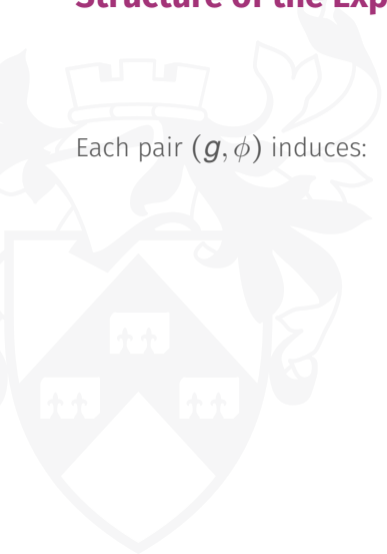 Structure of the Exp
Each pair (g, ϕ) induces: